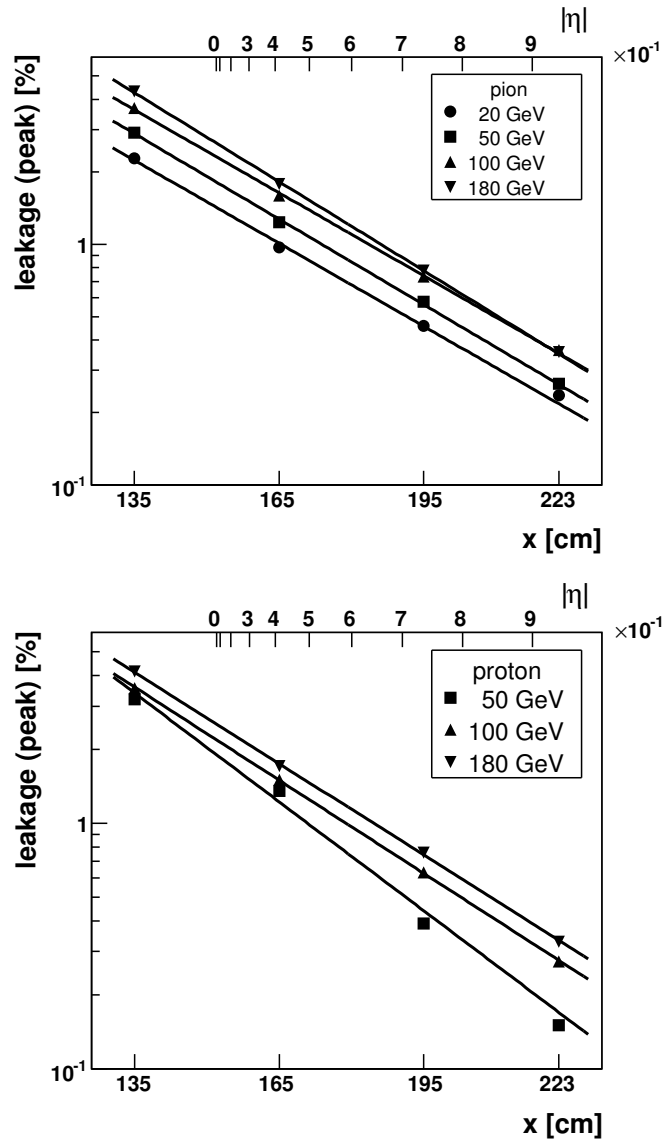 |η|
0 3 4 5 6 7 8 9 ×10⁻¹
leakage (peak) [%]
pion
20 GeV
50 GeV
100 GeV
180 GeV
1
10⁻¹
135 165 195 223
x [cm]
|η|
0 3 4 5 6 7 8 9 ×10⁻¹
leakage (peak) [%]
proton
50 GeV
100 GeV
180 GeV
1
10⁻¹
135 165 195 223
x [cm]